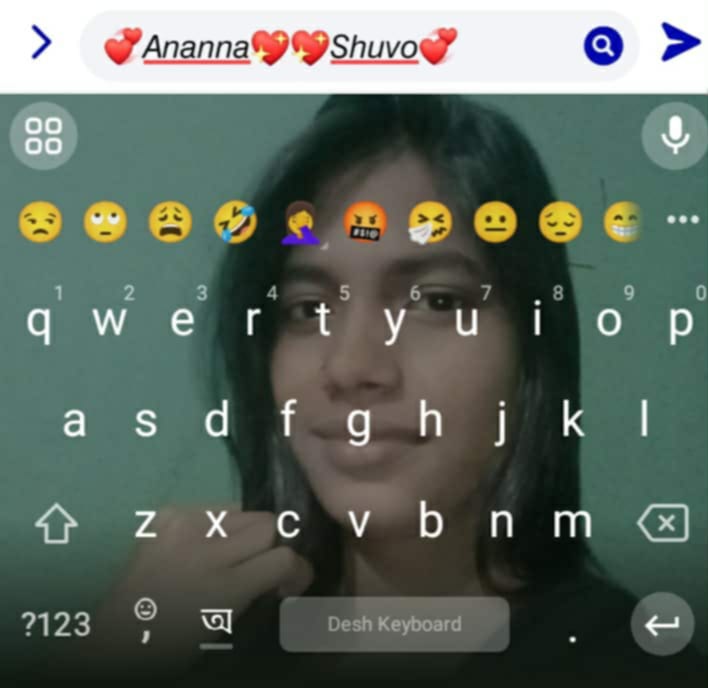 💞Ananna💖💖Shuvo💞
1 2 3 4 5 6 7 8 9 0
q w e r t y u i o p
a s d f g h j k l
z x c v b n m
?123 , অ Desh Keyboard .